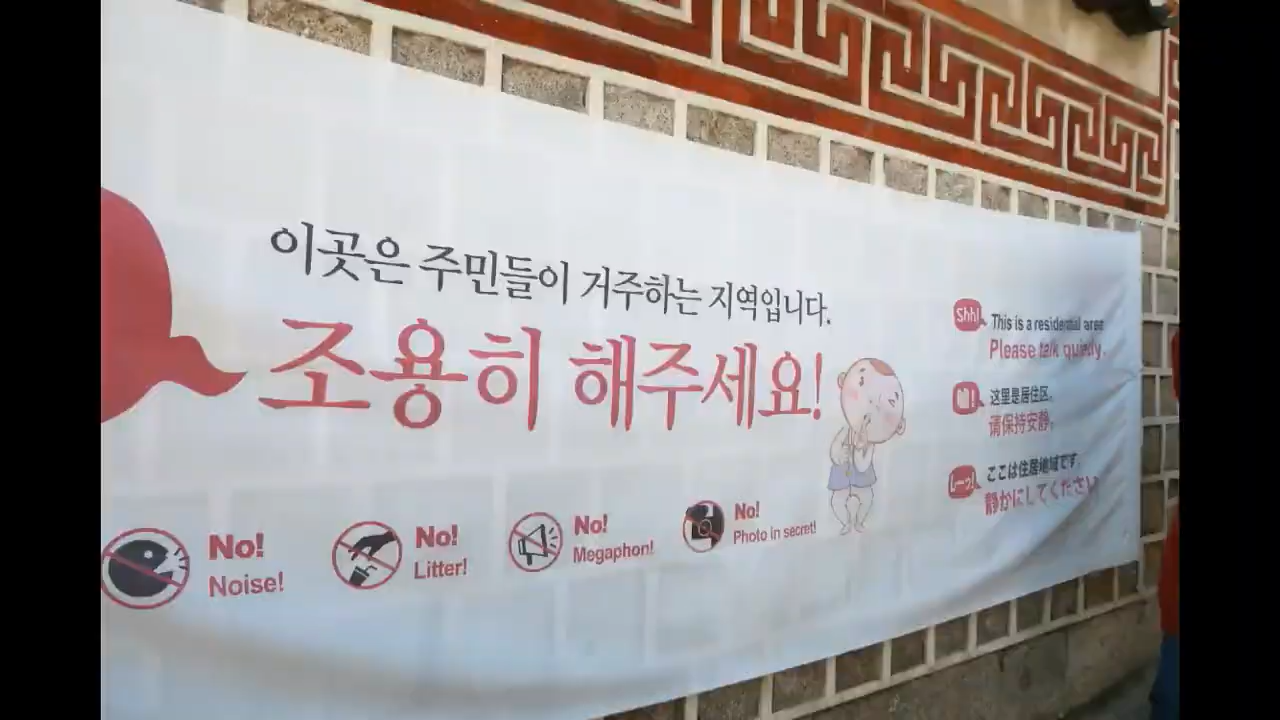 이곳은 주민들이 거주하는 지역입니다.
조용히 해주세요!
No!
Noise!
No!
Litter!
No!
Megaphon!
No!
Photo in secret!
Shh!
This is a residential area
Please talk quietly.
这里是居住区。
请保持安静。
しーっ!
ここは住居地域です。
静かにしてください